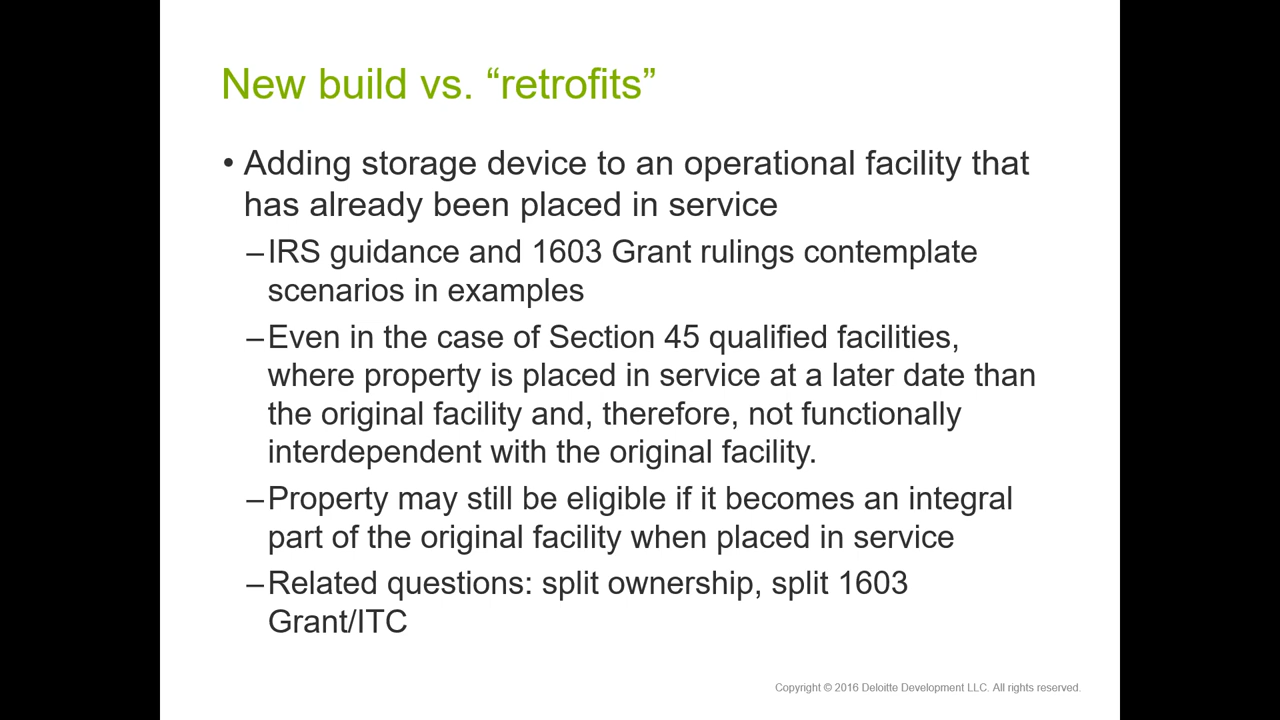 New build vs. “retrofits”
• Adding storage device to an operational facility that
has already been placed in service
–IRS guidance and 1603 Grant rulings contemplate
scenarios in examples
–Even in the case of Section 45 qualified facilities,
where property is placed in service at a later date than
the original facility and, therefore, not functionally
interdependent with the original facility.
–Property may still be eligible if it becomes an integral
part of the original facility when placed in service
–Related questions: split ownership, split 1603
Grant/ITC
Copyright © 2016 Deloitte Development LLC. All rights reserved.